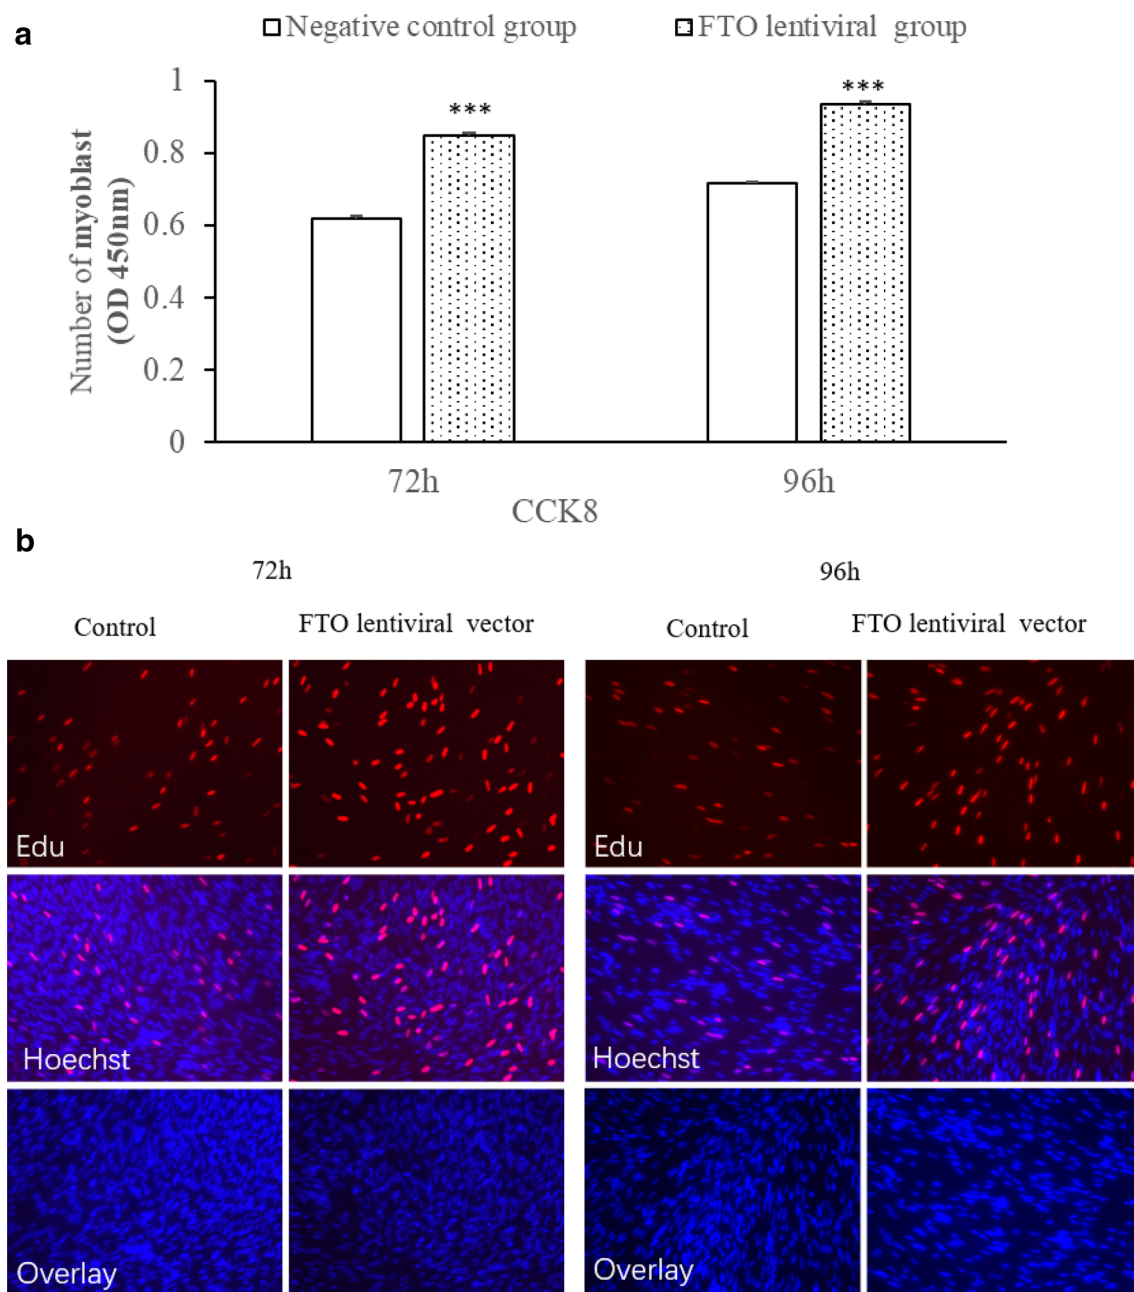 a
Negative control group
FTO lentiviral group
Number of myoblast
(OD 450nm)
1
0.8
0.6
0.4
0.2
0
***
***
72h
96h
CCK8
b
72h
96h
Control
FTO lentiviral vector
Control
FTO lentiviral vector
Edu
Edu
Hoechst
Hoechst
Overlay
Overlay